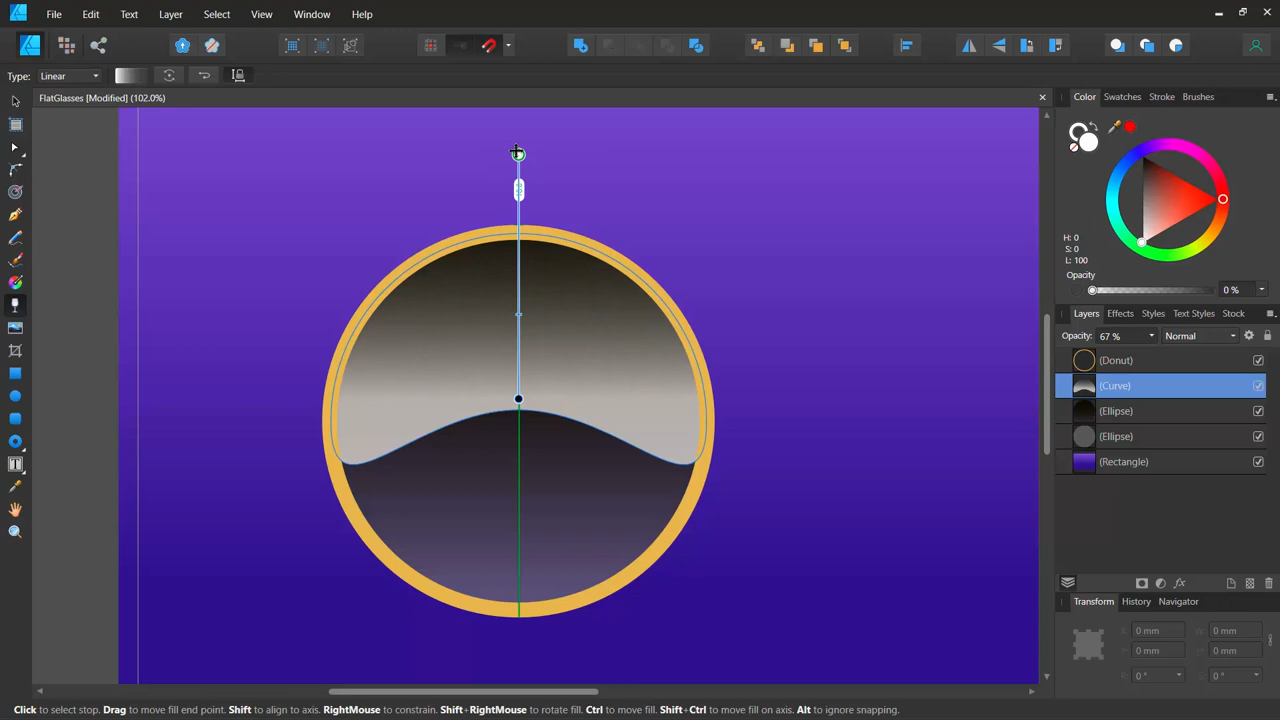 File Edit Text Layer Select View Window Help
Type: Linear
FlatGlasses [Modified] (102.0%)
Color Swatches Stroke Brushes
H: 0
S: 0
L: 100
Opacity
0 %
Layers Effects Styles Text Styles Stock
Opacity: 67 % Normal
(Donut)
(Curve)
(Ellipse)
(Ellipse)
(Rectangle)
Transform History Navigator
X: 0 mm W: 0 mm
Y: 0 mm H: 0 mm
R: 0 ° S: 0 °
Click to select stop. Drag to move fill end point. Shift to align to axis. RightMouse to constrain. Shift+RightMouse to rotate fill. Ctrl to move fill. Shift+Ctrl to move fill on axis. Alt to ignore snapping.